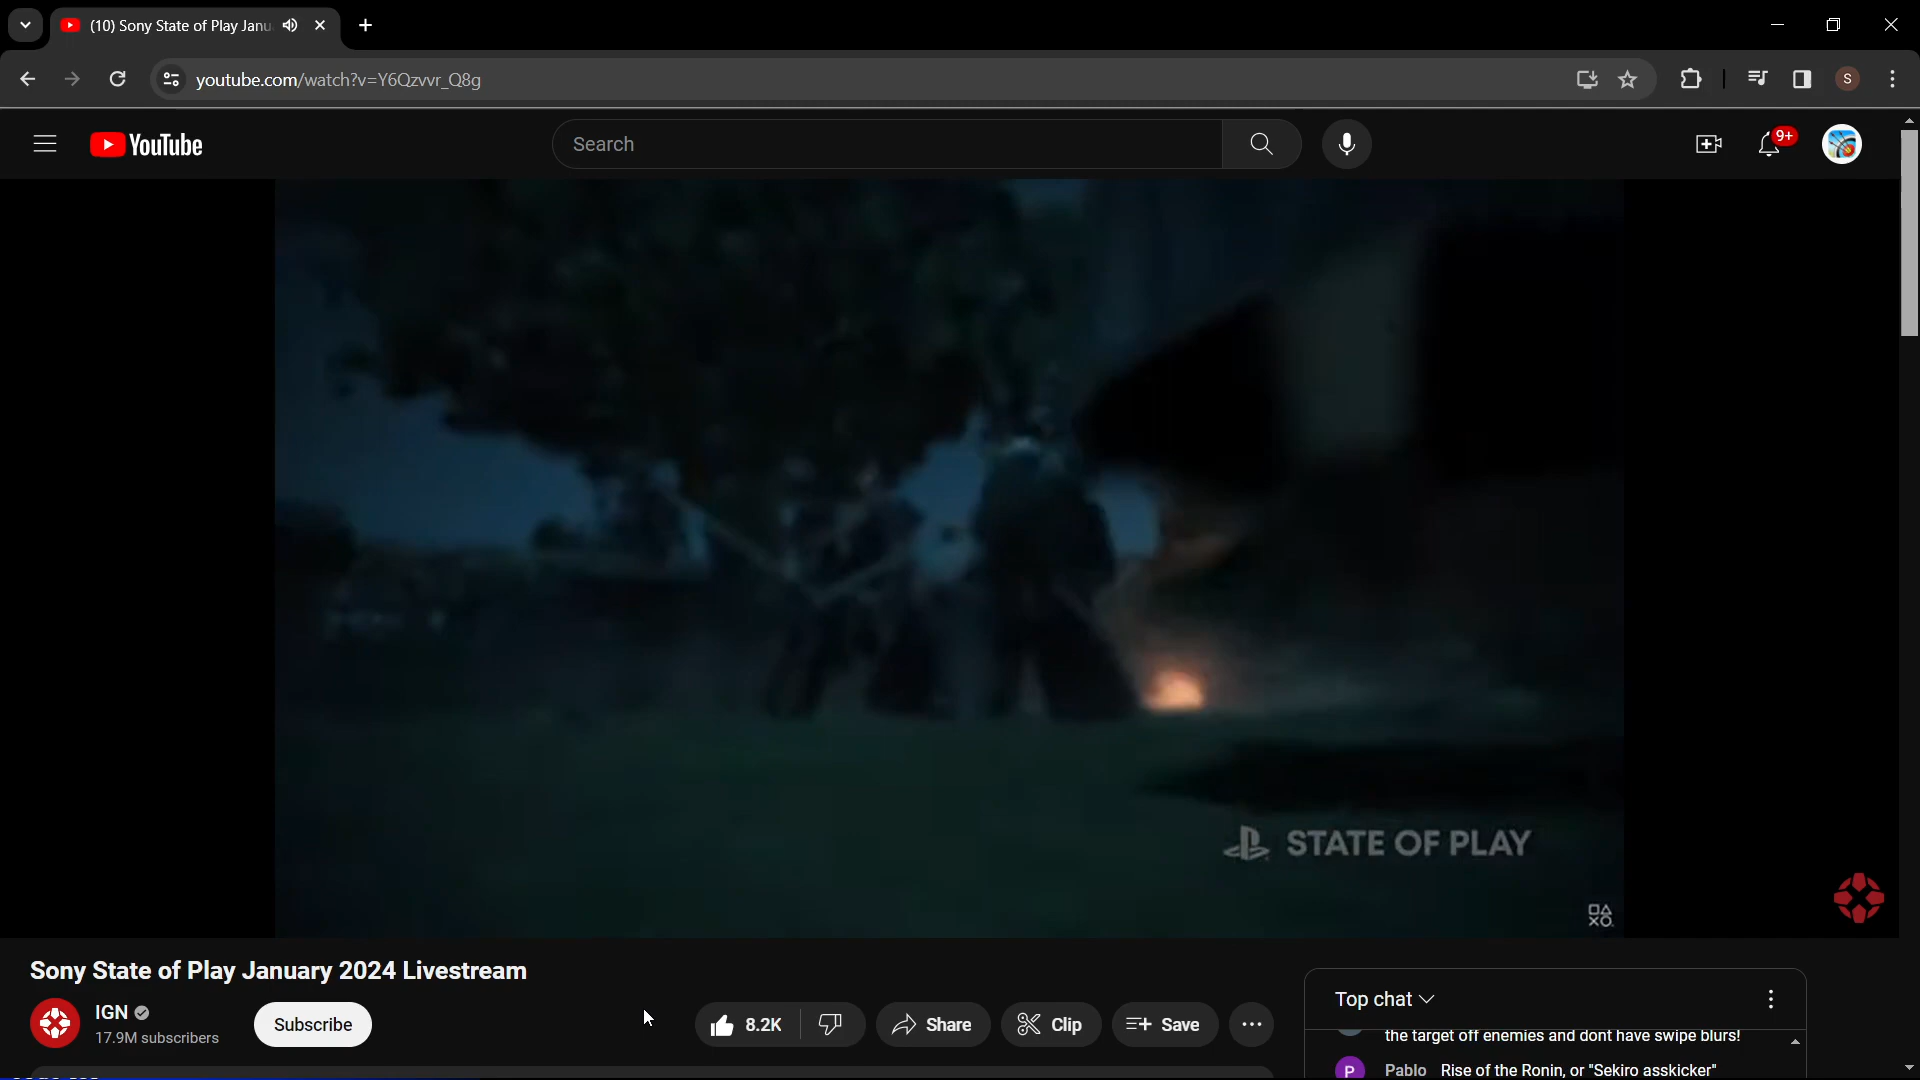 (10) Sony State of Play Janu
youtube.com/watch?v=Y6Qzvvr_Q8g
S
YouTube
Search
9+
STATE OF PLAY
Sony State of Play January 2024 Livestream
IGN
17.9M subscribers
Subscribe
8.2K
Share
Clip
Save
Top chat
the target off enemies and dont have swipe blurs!
P Pablo Rise of the Ronin, or "Sekiro asskicker"